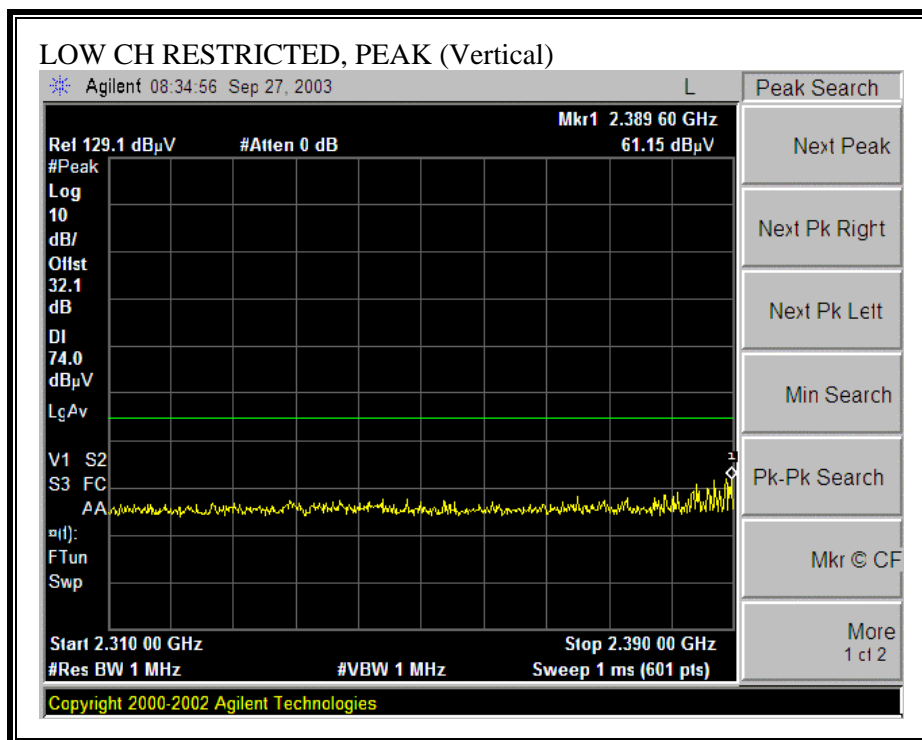 LOW CH RESTRICTED, PEAK (Vertical)
Agilent 08:34:56 Sep 27, 2003 L
Peak Search
Mkr1 2.389 60 GHz
Ref 129.1 dBµV #Atten 0 dB 61.15 dBµV
#Peak
Log
10
dB/
Offst
32.1
dB
DI
74.0
dBµV
LgAv
V1 S2
S3 FC
AA
¤(f):
FTun
Swp
1
Start 2.310 00 GHz Stop 2.390 00 GHz
#Res BW 1 MHz #VBW 1 MHz Sweep 1 ms (601 pts)
Copyright 2000-2002 Agilent Technologies
Next Peak
Next Pk Right
Next Pk Left
Min Search
Pk-Pk Search
Mkr © CF
More
1 of 2